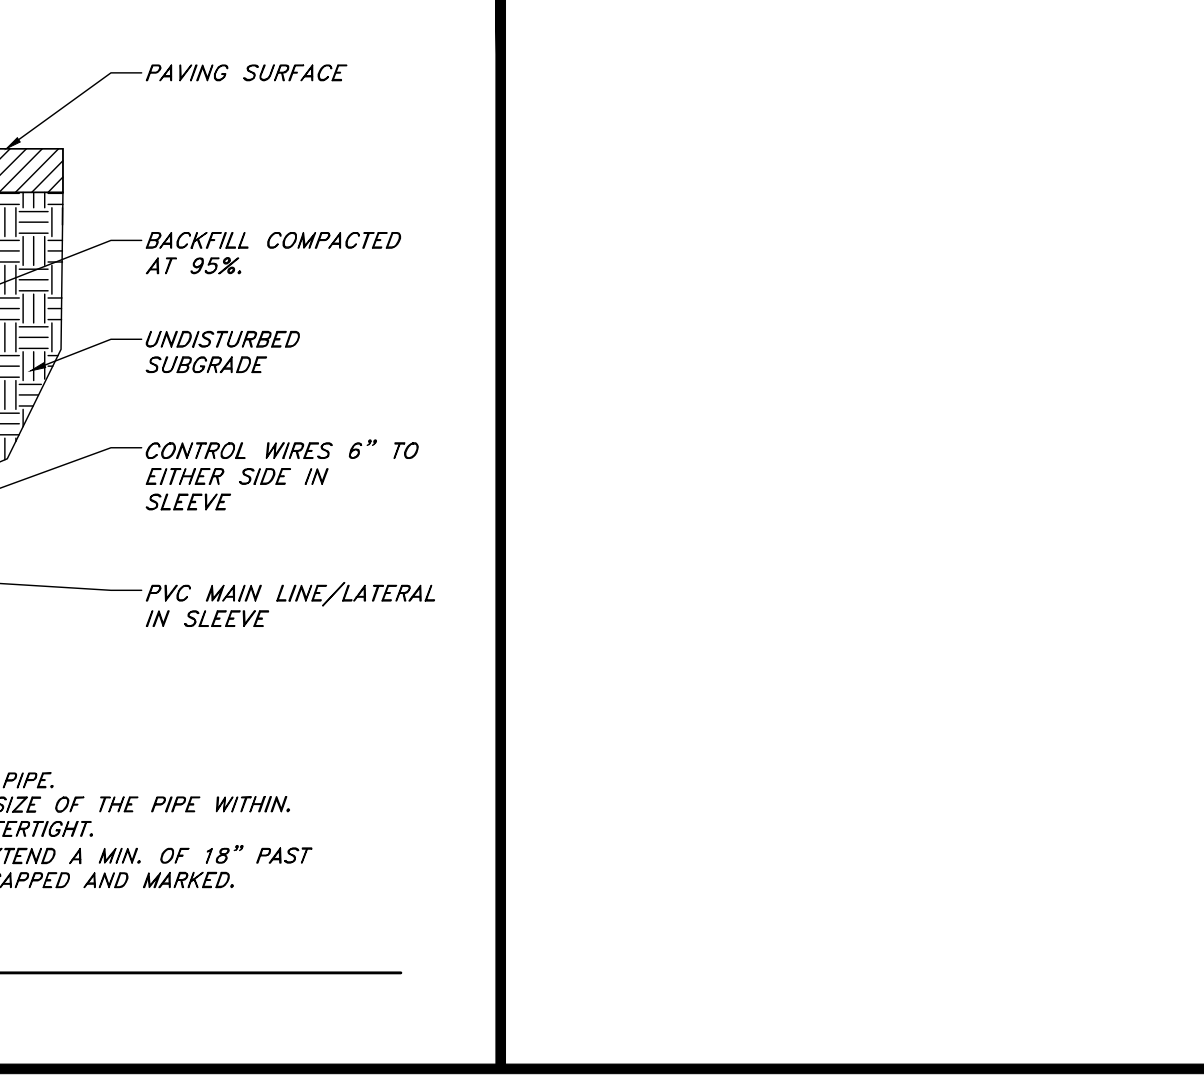 PAVING SURFACE
BACKFILL COMPACTED
AT 95%.
UNDISTURBED
SUBGRADE
CONTROL WIRES 6” TO
EITHER SIDE IN
SLEEVE
PVC MAIN LINE/LATERAL
IN SLEEVE
PIPE.
SIZE OF THE PIPE WITHIN.
TERTIGHT.
TEND A MIN. OF 18” PAST
APPED AND MARKED.